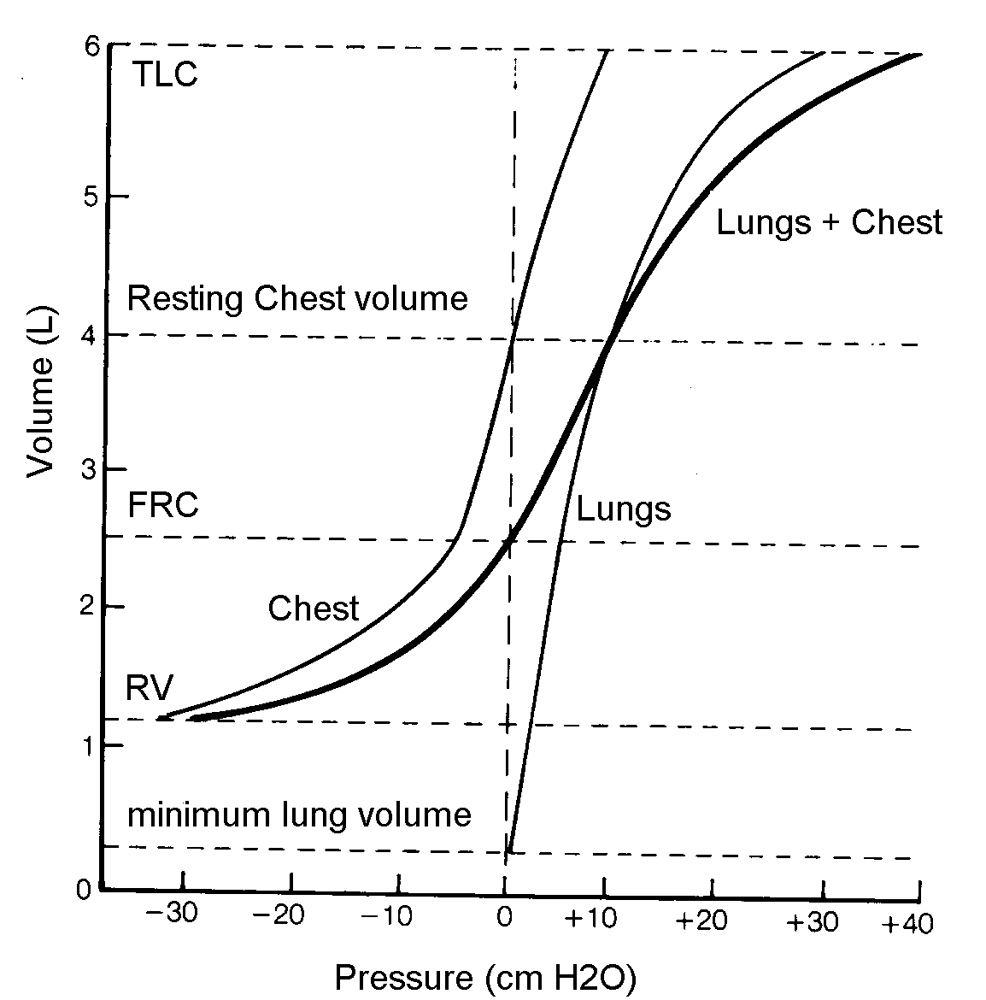 6
TLC
5
Lungs + Chest
Resting Chest volume
4
Volume (L)
3
FRC
Lungs
2
Chest
RV
1
minimum lung volume
0
−30 −20 −10 0 +10 +20 +30 +40
Pressure (cm H2O)